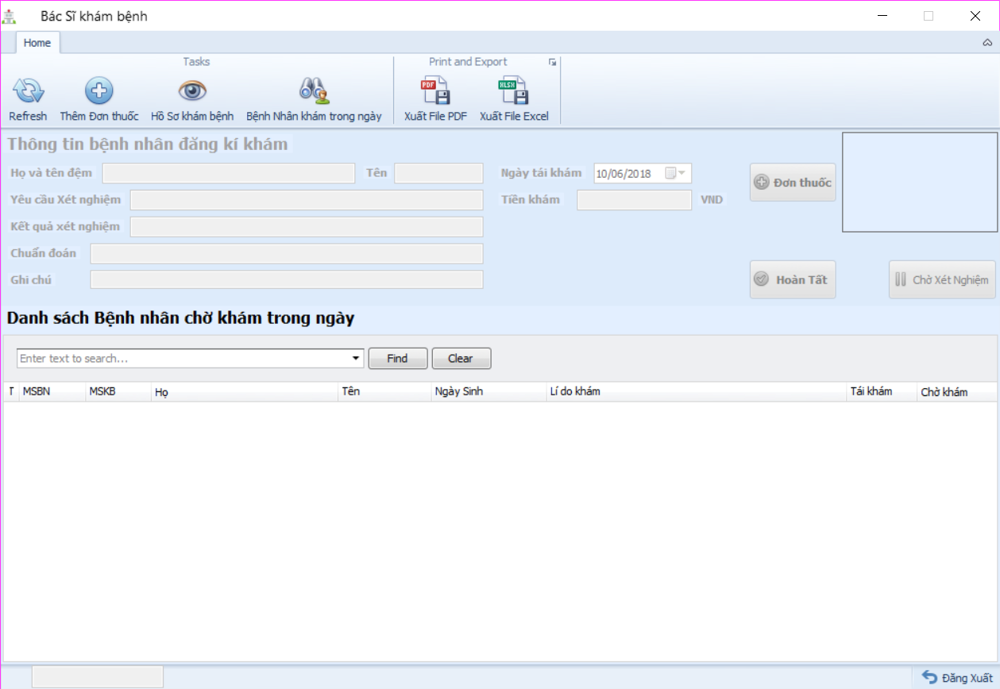 Bác Sĩ khám bệnh
Home
Tasks
Print and Export
Refresh
Thêm Đơn thuốc
Hồ Sơ khám bệnh
Bệnh Nhân khám trong ngày
PDF
Xuất File PDF
XLSX
Xuất File Excel
Thông tin bệnh nhân đăng kí khám
Họ và tên đệm
Tên
Ngày tái khám
10/06/2018
Đơn thuốc
Yêu cầu Xét nghiệm
Tiền khám
VND
Kết quả xét nghiệm
Chuẩn đoán
Ghi chú
Hoàn Tất
Chờ Xét Nghiệm
Danh sách Bệnh nhân chờ khám trong ngày
Enter text to search...
Find
Clear
T MSBN MSKB Họ Tên Ngày Sinh Lí do khám Tái khám Chờ khám
Đăng Xuất